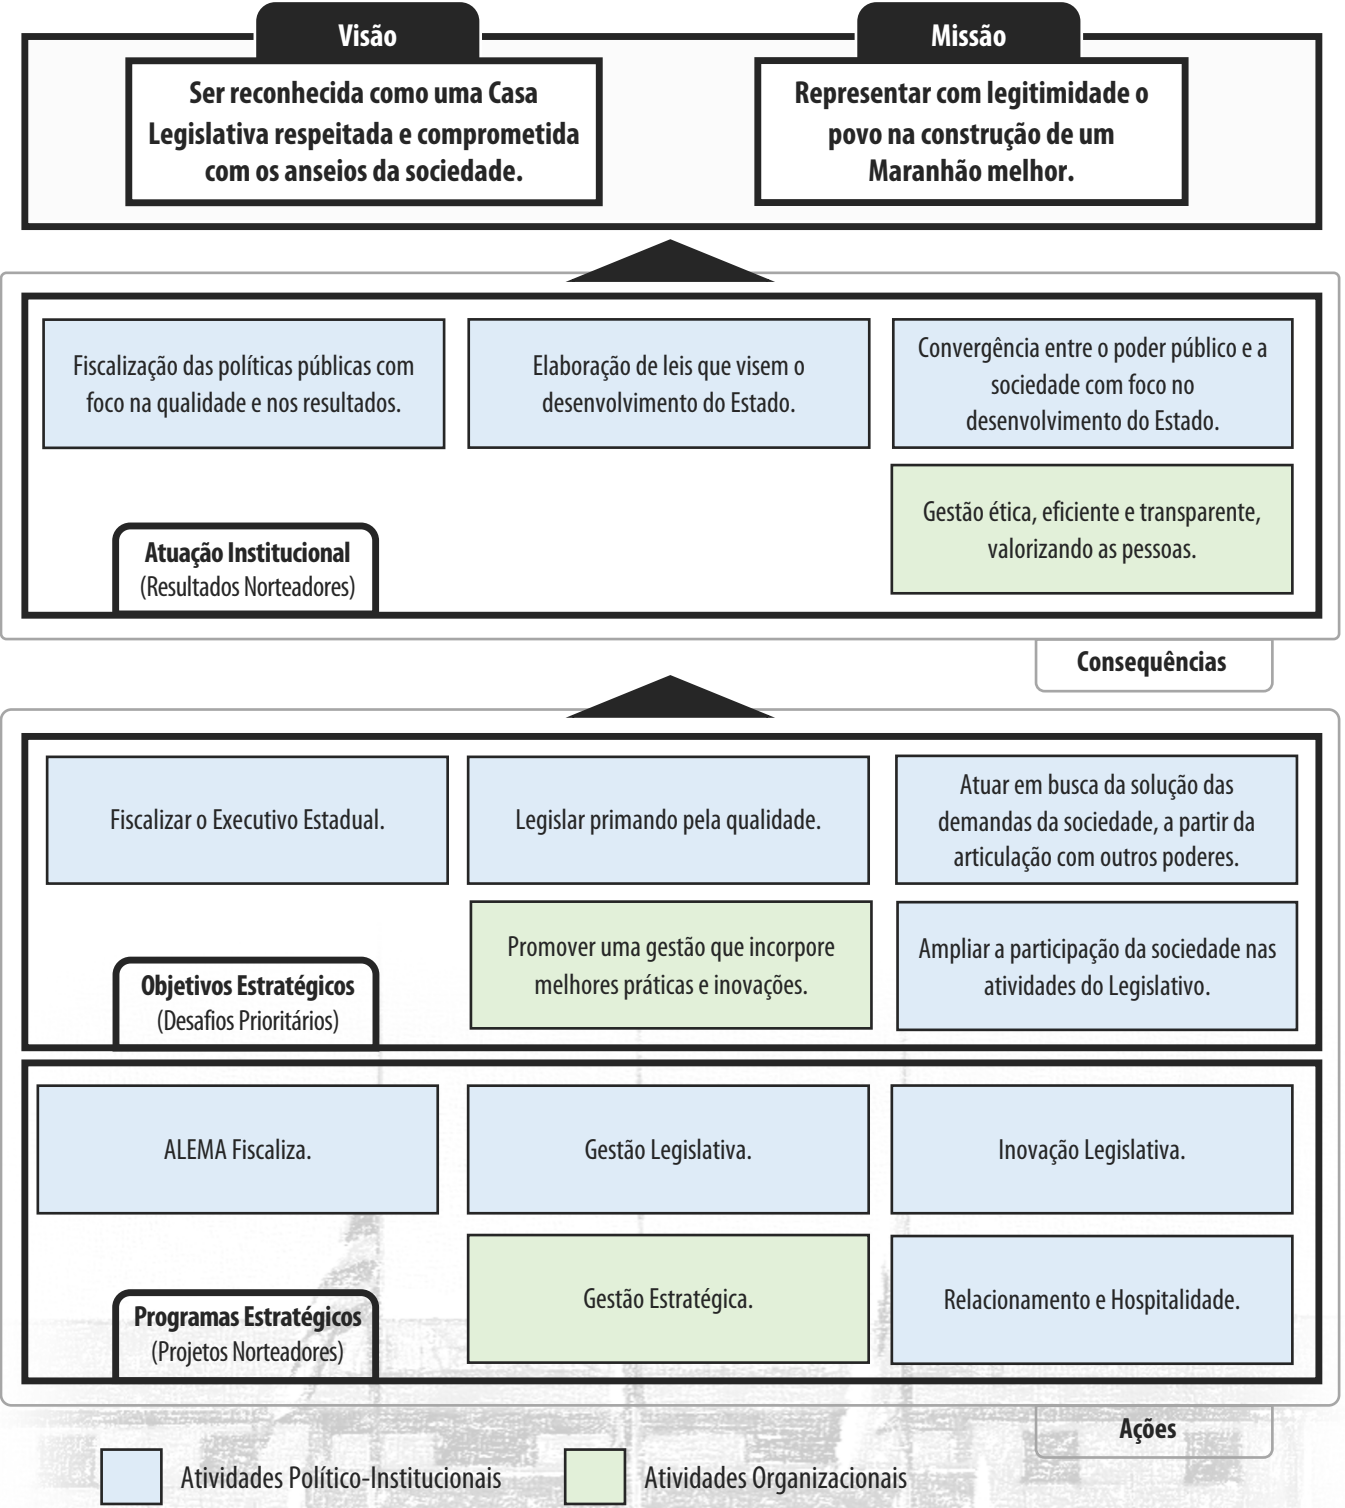 Visão
Ser reconhecida como uma Casa
Legislativa respeitada e comprometida
com os anseios da sociedade.
Missão
Representar com legitimidade o
povo na construção de um
Maranhão melhor.
Fiscalização das políticas públicas com
foco na qualidade e nos resultados.
Elaboração de leis que visem o
desenvolvimento do Estado.
Convergência entre o poder público e a
sociedade com foco no
desenvolvimento do Estado.
Gestão ética, eficiente e transparente,
valorizando as pessoas.
Atuação Institucional
(Resultados Norteadores)
Consequências
Fiscalizar o Executivo Estadual.
Legislar primando pela qualidade.
Atuar em busca da solução das
demandas da sociedade, a partir da
articulação com outros poderes.
Promover uma gestão que incorpore
melhores práticas e inovações.
Ampliar a participação da sociedade nas
atividades do Legislativo.
Objetivos Estratégicos
(Desafios Prioritários)
ALEMA Fiscaliza.
Gestão Legislativa.
Inovação Legislativa.
Gestão Estratégica.
Relacionamento e Hospitalidade.
Programas Estratégicos
(Projetos Norteadores)
Ações
Atividades Político-Institucionais
Atividades Organizacionais